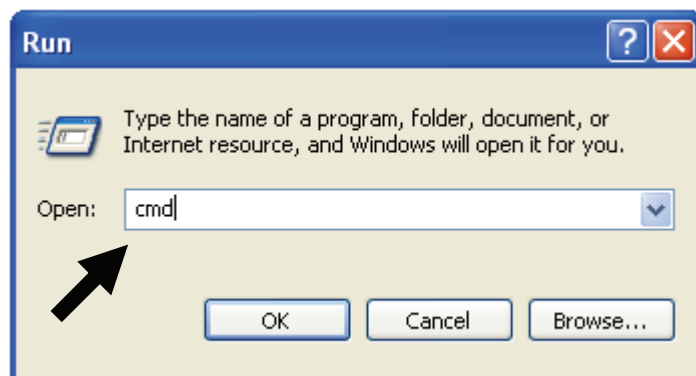 Run
Type the name of a program, folder, document, or
Internet resource, and Windows will open it for you.
Open: cmd
OK Cancel Browse...